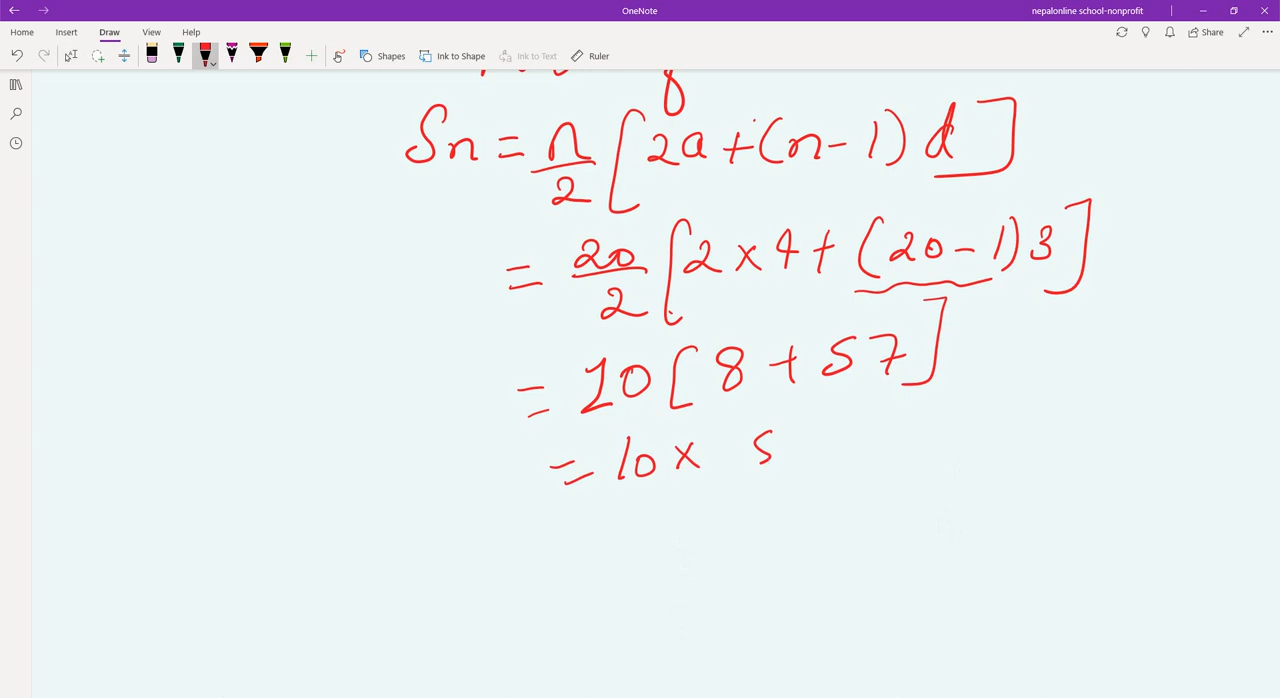 OneNote
nepalonline school-nonprofit
Home Insert Draw View Help
Share
Shapes Ink to Shape Ink to Text Ruler
Sn = n/2 [2a + (n - 1) d]
= 20/2 [2 × 4 + (20 - 1) 3]
= 10 [8 + 57]
= 10 × 5